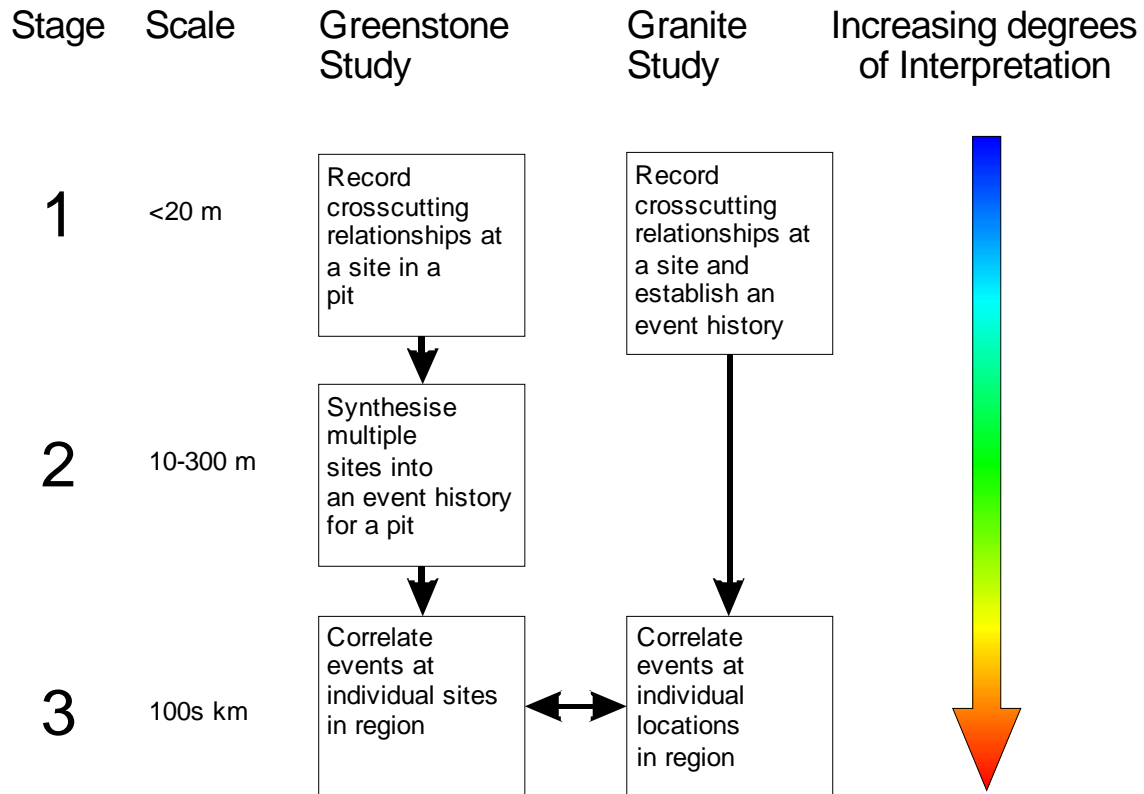 Stage
Scale
Greenstone
Study
Granite
Study
Increasing degrees
of Interpretation
1
<20 m
Record
crosscutting
relationships at
a site in a
pit
Record
crosscutting
relationships at
a site and
establish an
event history
2
10-300 m
Synthesise
multiple
sites into
an event history
for a pit
3
100s km
Correlate
events at
individual sites
in region
Correlate
events at
individual
locations
in region